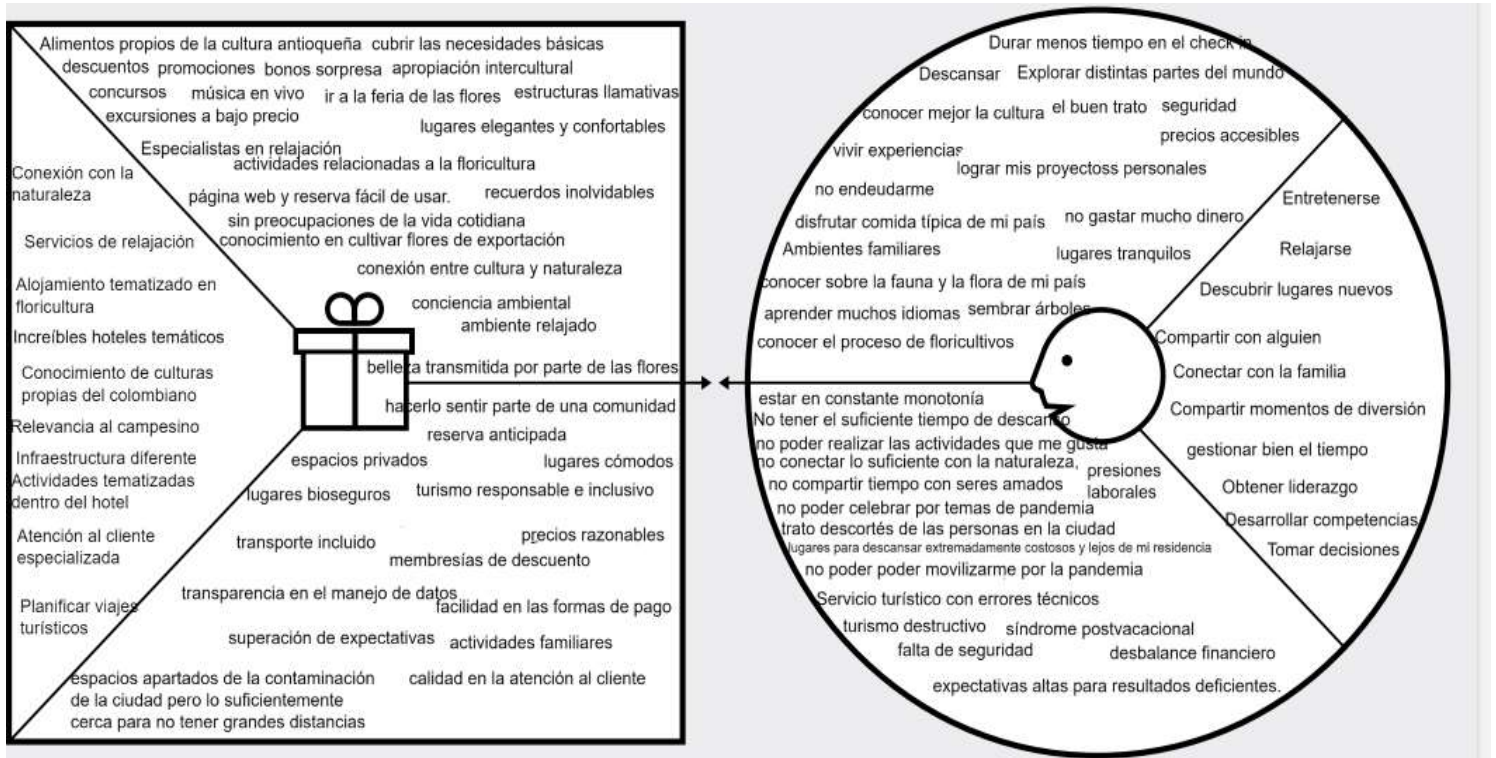 Alimentos propios de la cultura antioqueña cubrir las necesidades básicas
descuentos promociones bonos sorpresa apropiación intercultural
concursos música en vivo ir a la feria de las flores estructuras llamativas
excursiones a bajo precio
lugares elegantes y confortables
Especialistas en relajación
actividades relacionadas a la floricultura
página web y reserva fácil de usar. recuerdos inolvidables
sin preocupaciones de la vida cotidiana
conocimiento en cultivar flores de exportación
conexión entre cultura y naturaleza
conciencia ambiental
ambiente relajado
belleza transmitida por parte de las flores
Conexión con la
naturaleza
Servicios de relajación
Alojamiento tematizado en
floricultura
Increíbles hoteles temáticos
Conocimiento de culturas
propias del colombiano
Relevancia al campesino
Infraestructura diferente
Actividades tematizadas
dentro del hotel
Atención al cliente
especializada
Planificar viajes
turísticos
hacerlo sentir parte de una comunidad
reserva anticipada
espacios privados lugares cómodos
lugares bioseguros turismo responsable e inclusivo
precios razonables
transporte incluido
membresías de descuento
transparencia en el manejo de datos
facilidad en las formas de pago
superación de expectativas actividades familiares
espacios apartados de la contaminación
de la ciudad pero lo suficientemente
cerca para no tener grandes distancias
calidad en la atención al cliente
Durar menos tiempo en el check in
Descansar Explorar distintas partes del mundo
conocer mejor la cultura el buen trato seguridad
precios accesibles
vivir experiencias
lograr mis proyectoss personales
no endeudarme
disfrutar comida típica de mi país no gastar mucho dinero
Ambientes familiares lugares tranquilos
conocer sobre la fauna y la flora de mi país
aprender muchos idiomas sembrar árboles
conocer el proceso de floricultivos
Entretenerse
Relajarse
Descubrir lugares nuevos
Compartir con alguien
Conectar con la familia
Compartir momentos de diversión
gestionar bien el tiempo
Obtener liderazgo
Desarrollar competencias
Tomar decisiones
estar en constante monotonía
No tener el suficiente tiempo de descanso
no poder realizar las actividades que me gusta
no conectar lo suficiente con la naturaleza,
presiones
laborales
no compartir tiempo con seres amados
no poder celebrar por temas de pandemia
trato descortés de las personas en la ciudad
lugares para descansar extremadamente costosos y lejos de mi residencia
no poder poder movilizarme por la pandemia
Servicio turístico con errores técnicos
turismo destructivo síndrome postvacacional
falta de seguridad desbalance financiero
expectativas altas para resultados deficientes.